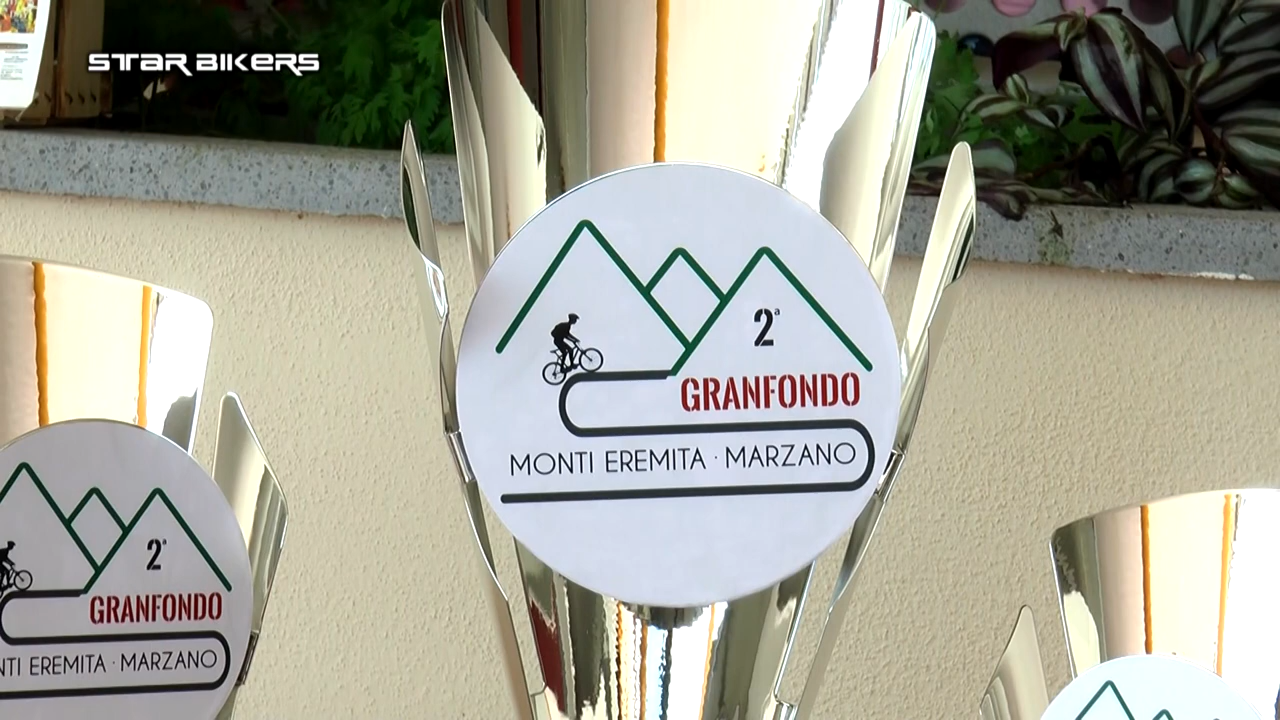 STAR BIKERS
2ª
GRANFONDO
MONTI EREMITA · MARZANO
2ª
GRANFONDO
NTI EREMITA · MARZANO